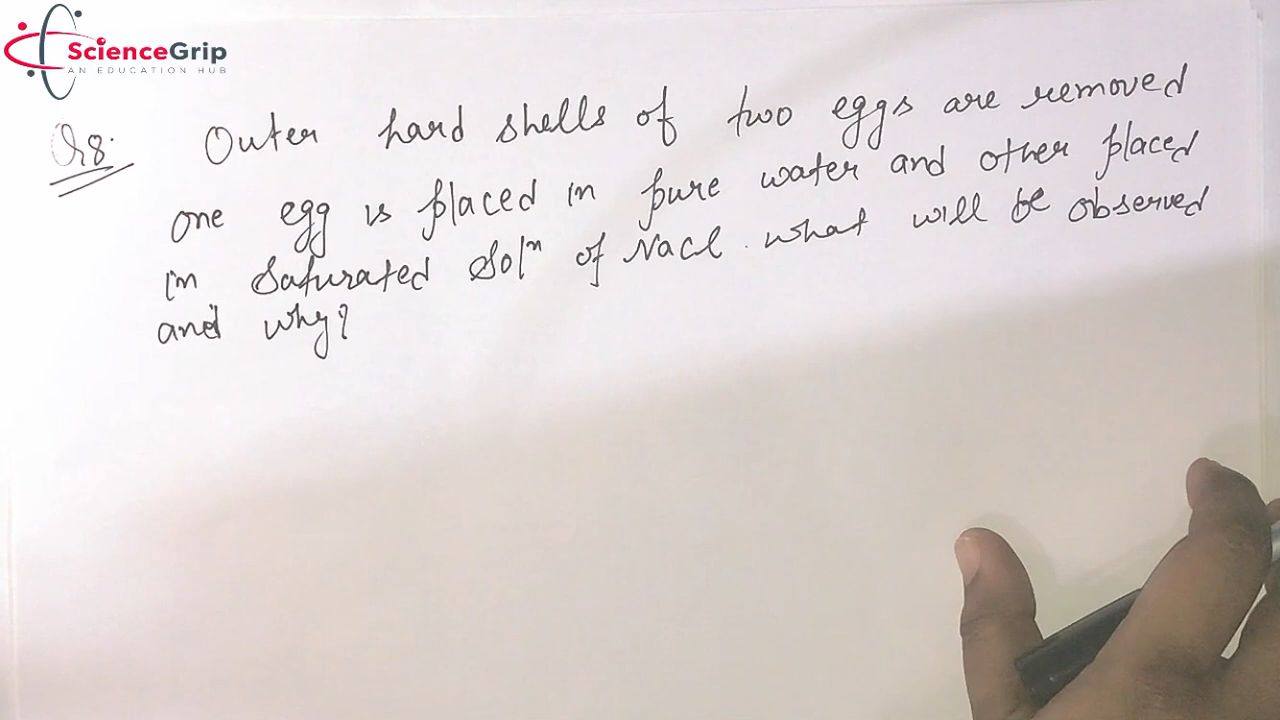 ScienceGrip
AN EDUCATION HUB
Q8. Outer hard shells of two eggs are removed
one egg is placed in pure water and other placed
in saturated solⁿ of NaCl. what will be observed
and why?